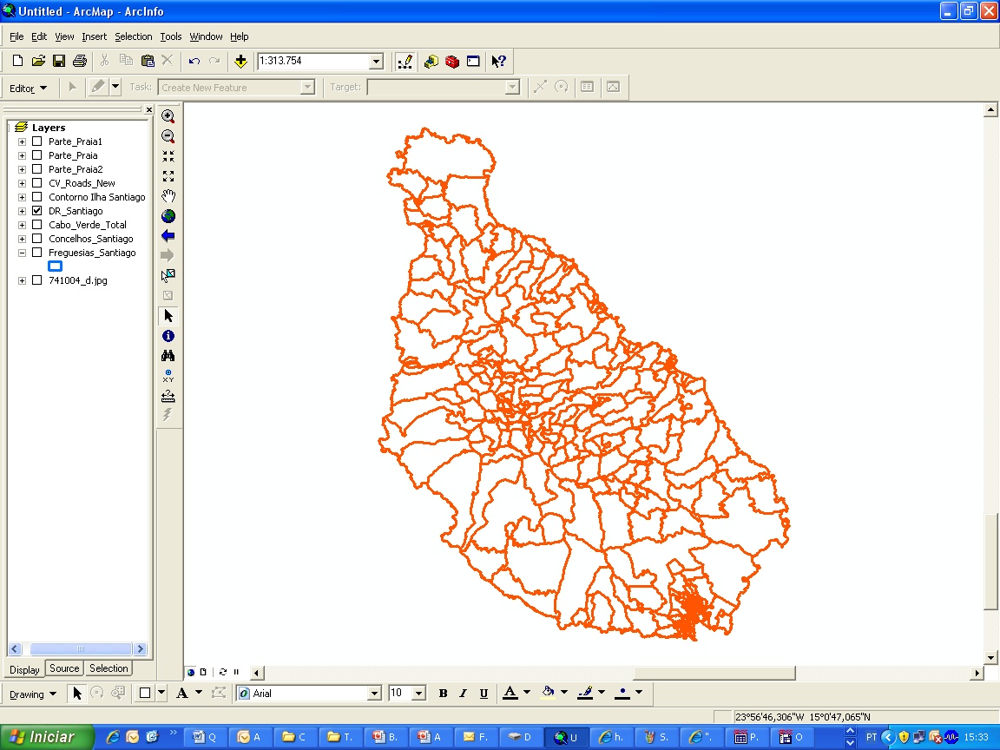 Untitled - ArcMap - ArcInfo
File Edit View Insert Selection Tools Window Help
1:313.754
Editor Task: Create New Feature Target:
Layers
Parte_Praia1
Parte_Praia
Parte_Praia2
CV_Roads_New
Contorno Ilha Santiago
DR_Santiago
Cabo_Verde_Total
Concelhos_Santiago
Freguesias_Santiago
741004_d.jpg
XY
Display Source Selection
Drawing A Arial 10 B I U A
23°56'46,306"W 15°0'47,065"N
Iniciar Q A C T. B. A F. D U h. S. ". P. O PT 15:33